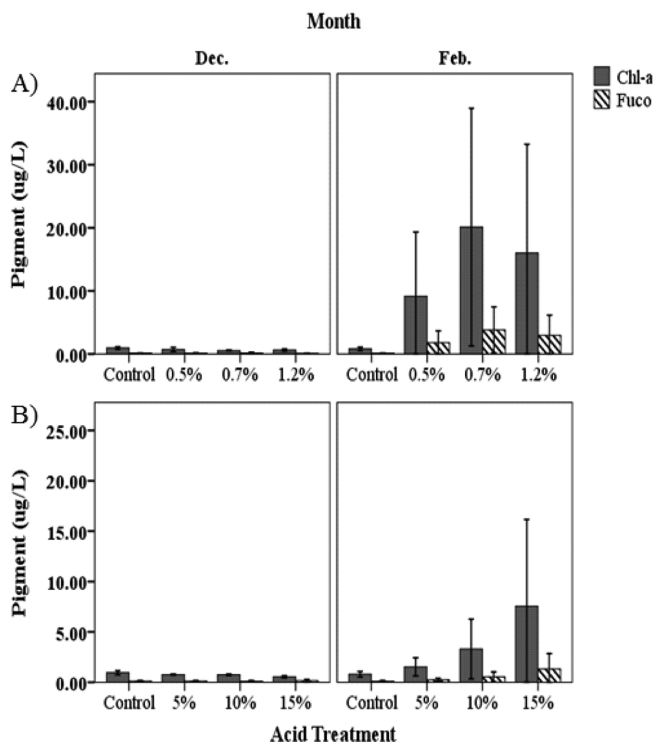 Month
Dec. Feb.
A)
Chl-a
Fuco
Pigment (ug/L)
40.00
30.00
20.00
10.00
0.00
Control 0.5% 0.7% 1.2% Control 0.5% 0.7% 1.2%
B)
Pigment (ug/L)
25.00
20.00
15.00
10.00
5.00
0.00
Control 5% 10% 15% Control 5% 10% 15%
Acid Treatment